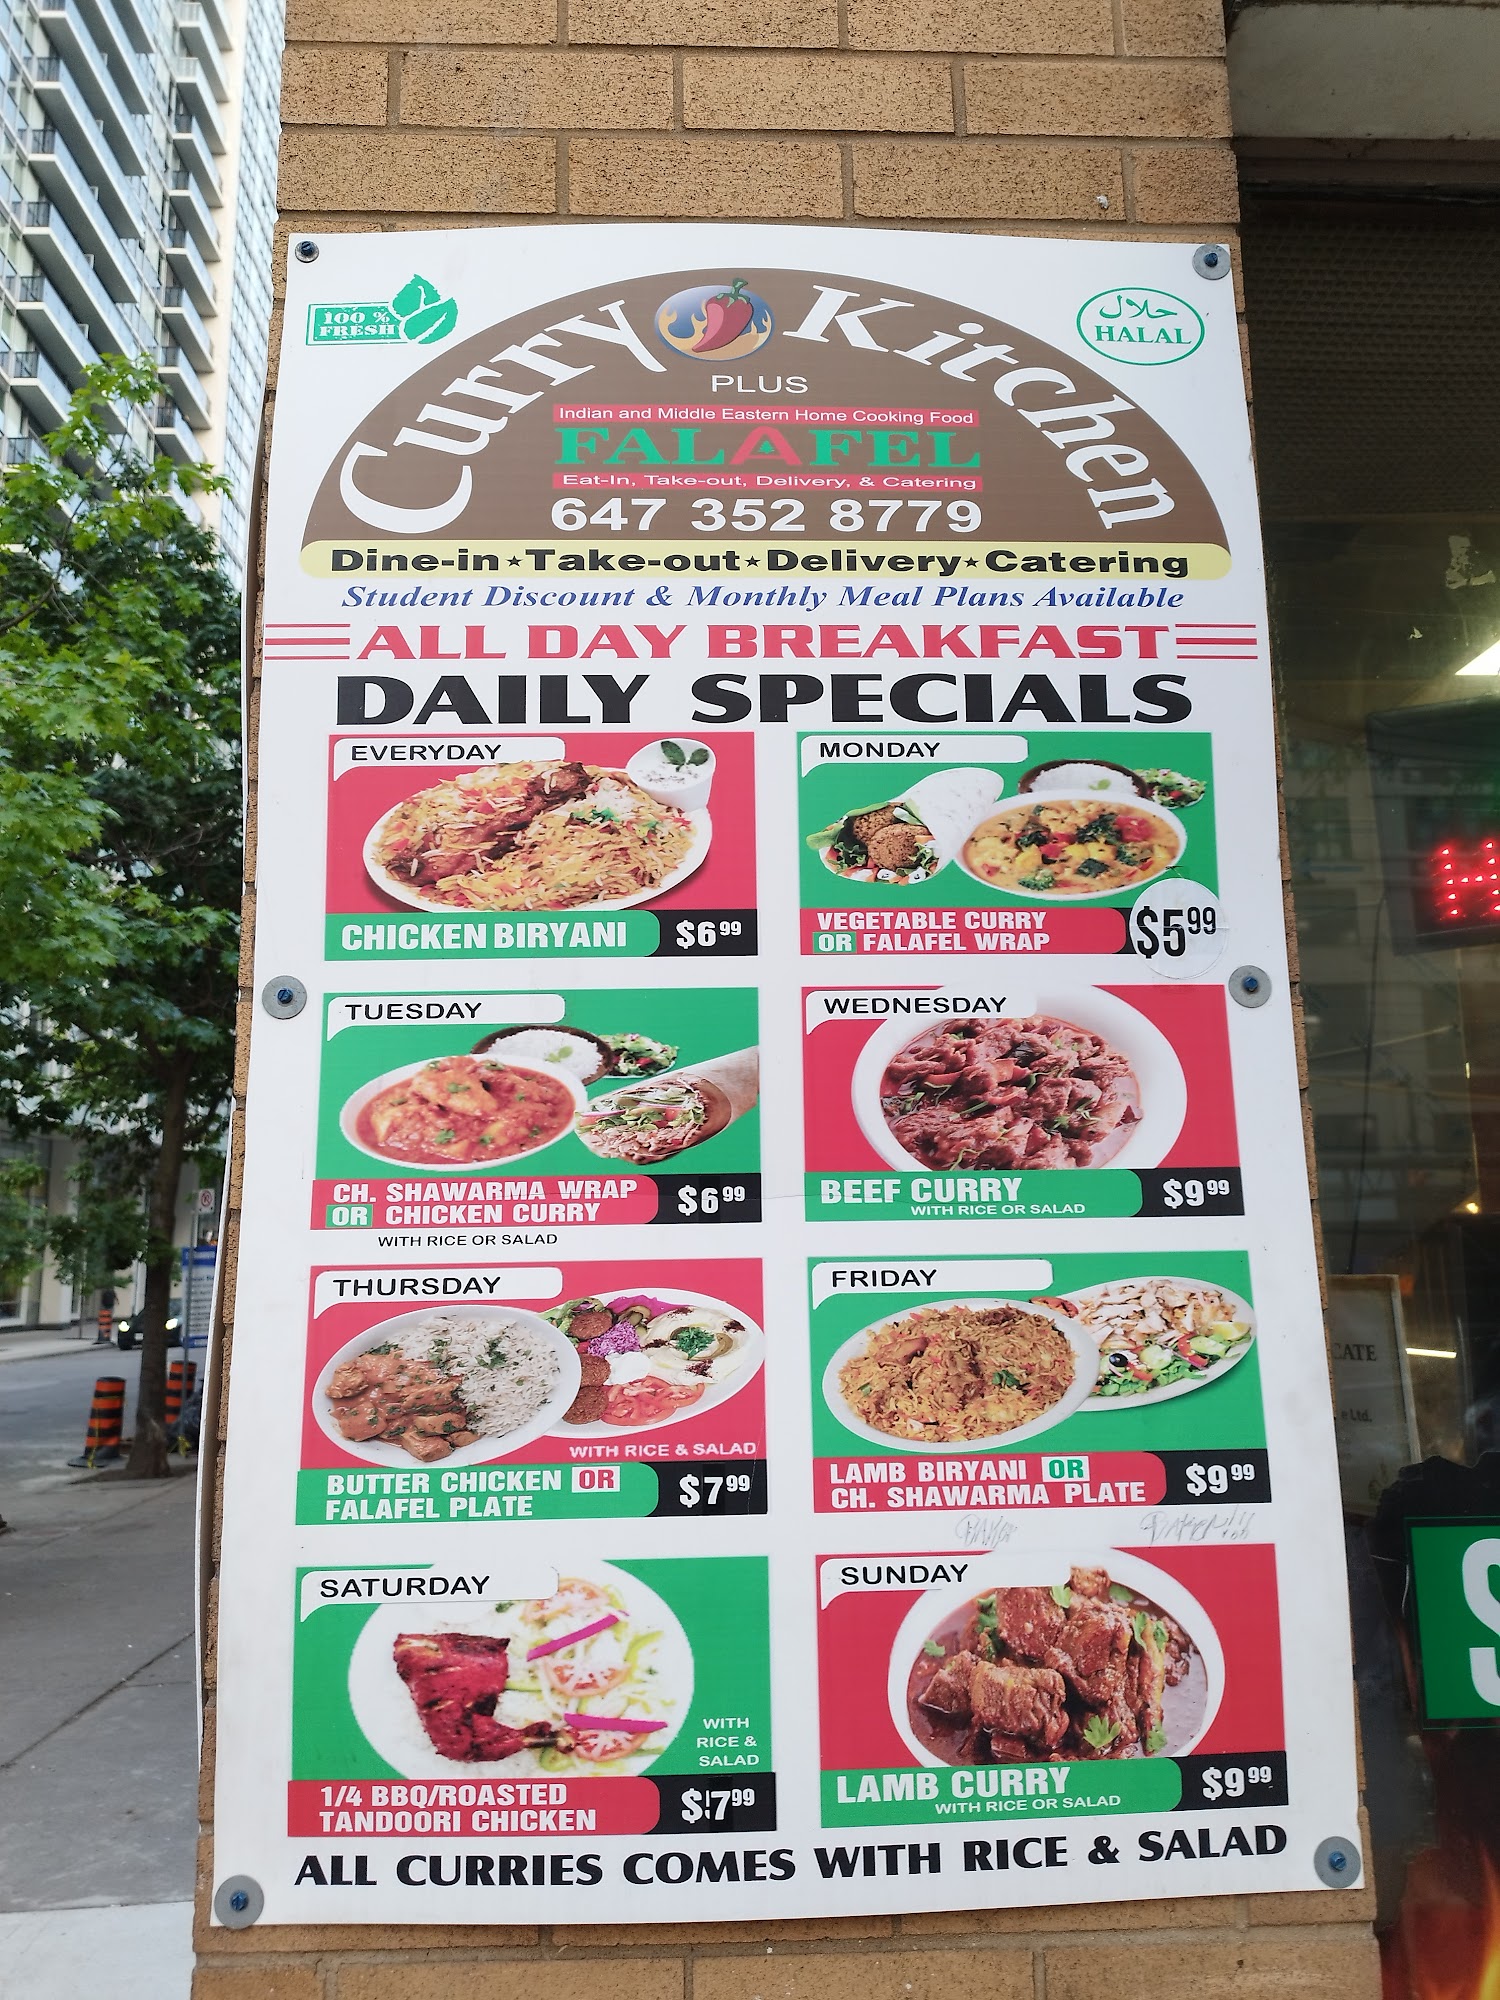 100 %
FRESH
Curry Kitchen
حلال
HALAL
PLUS
Indian and Middle Eastern Home Cooking Food
FALAFEL
Eat-In, Take-out, Delivery, & Catering
647 352 8779
Dine-in ★ Take-out ★ Delivery ★ Catering
Student Discount & Monthly Meal Plans Available
ALL DAY BREAKFAST
DAILY SPECIALS
EVERYDAY
CHICKEN BIRYANI $6 99
MONDAY
VEGETABLE CURRY
OR FALAFEL WRAP
$5 99
TUESDAY
CH. SHAWARMA WRAP
OR CHICKEN CURRY
$6 99
WITH RICE OR SALAD
WEDNESDAY
BEEF CURRY
WITH RICE OR SALAD
$9 99
THURSDAY
WITH RICE & SALAD
BUTTER CHICKEN OR
FALAFEL PLATE
$7 99
FRIDAY
LAMB BIRYANI OR
CH. SHAWARMA PLATE
$9 99
SATURDAY
WITH
RICE &
SALAD
1/4 BBQ/ROASTED
TANDOORI CHICKEN
$7 99
SUNDAY
LAMB CURRY
WITH RICE OR SALAD
$9 99
ALL CURRIES COMES WITH RICE & SALAD